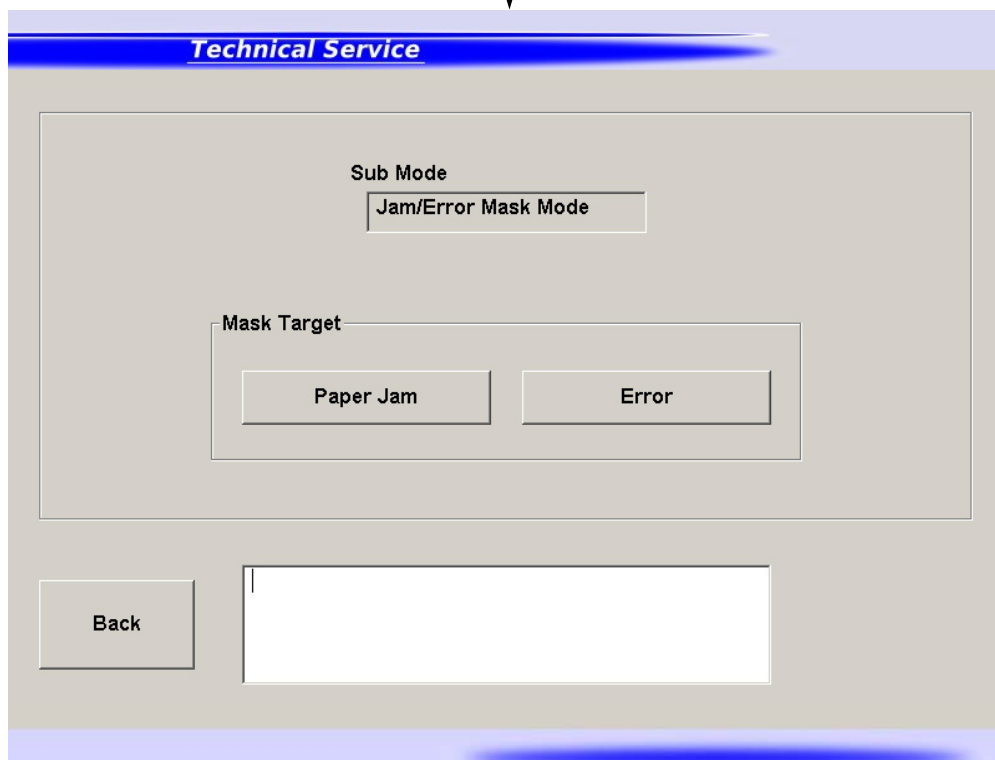 Technical Service
Sub Mode
Jam/Error Mask Mode
Mask Target
Paper Jam
Error
Back